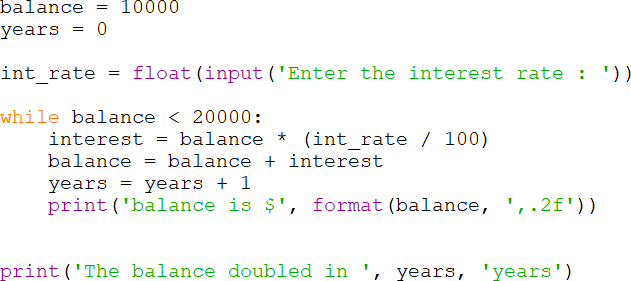 balance = 10000
years = 0
int_rate = float(input('Enter the interest rate : '))
while balance < 20000:
interest = balance * (int_rate / 100)
balance = balance + interest
years = years + 1
print('balance is $', format(balance, ',.2f'))
print('The balance doubled in ', years, 'years')